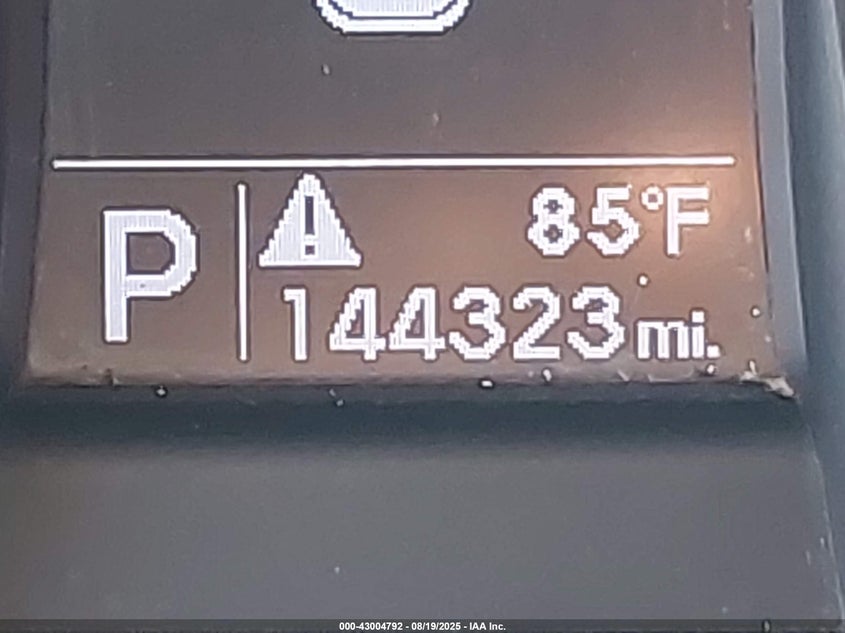 P
85°F
144323 mi.
000-43004792 - 08/19/2025 - IAA Inc.